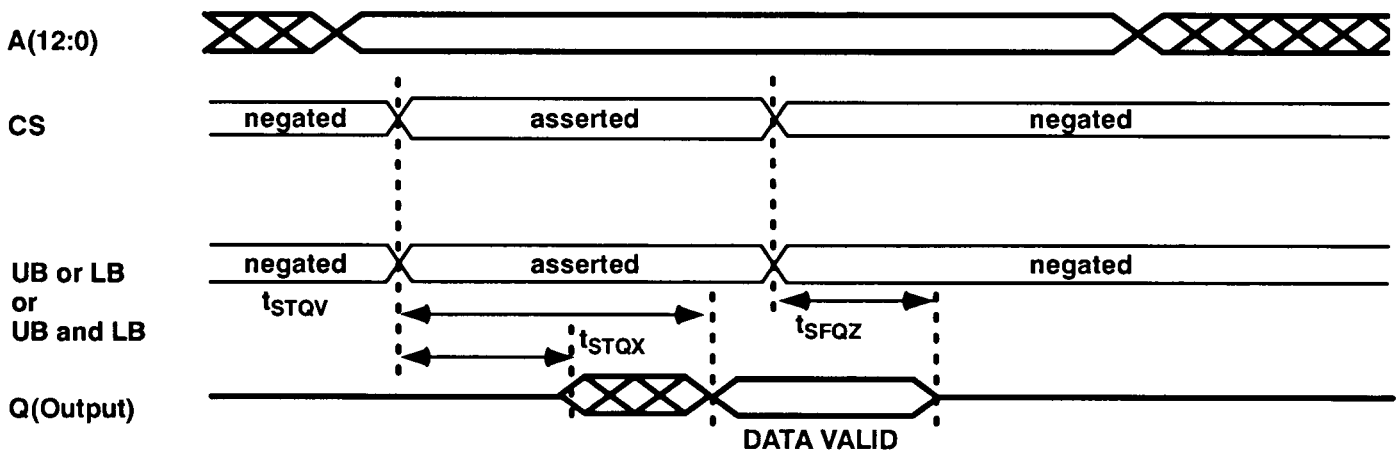 A(12:0)
CS
negated asserted negated
UB or LB
or
UB and LB
negated asserted negated
tSTQV
tSTQX
tSFQZ
Q(Output)
DATA VALID